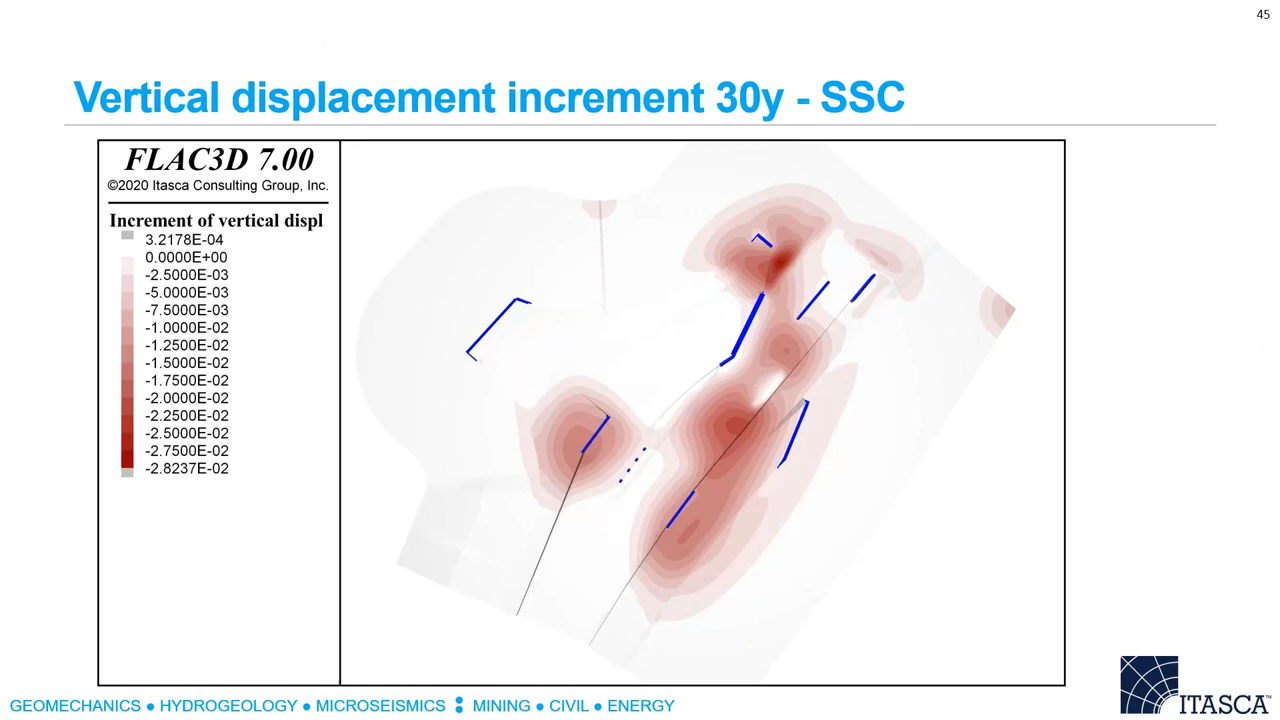 45
Vertical displacement increment 30y - SSC
FLAC3D 7.00
©2020 Itasca Consulting Group, Inc.
Increment of vertical displ
3.2178E-04
0.0000E+00
-2.5000E-03
-5.0000E-03
-7.5000E-03
-1.0000E-02
-1.2500E-02
-1.5000E-02
-1.7500E-02
-2.0000E-02
-2.2500E-02
-2.5000E-02
-2.7500E-02
-2.8237E-02
GEOMECHANICS ● HYDROGEOLOGY ● MICROSEISMICS : MINING ● CIVIL ● ENERGY
ITASCA™